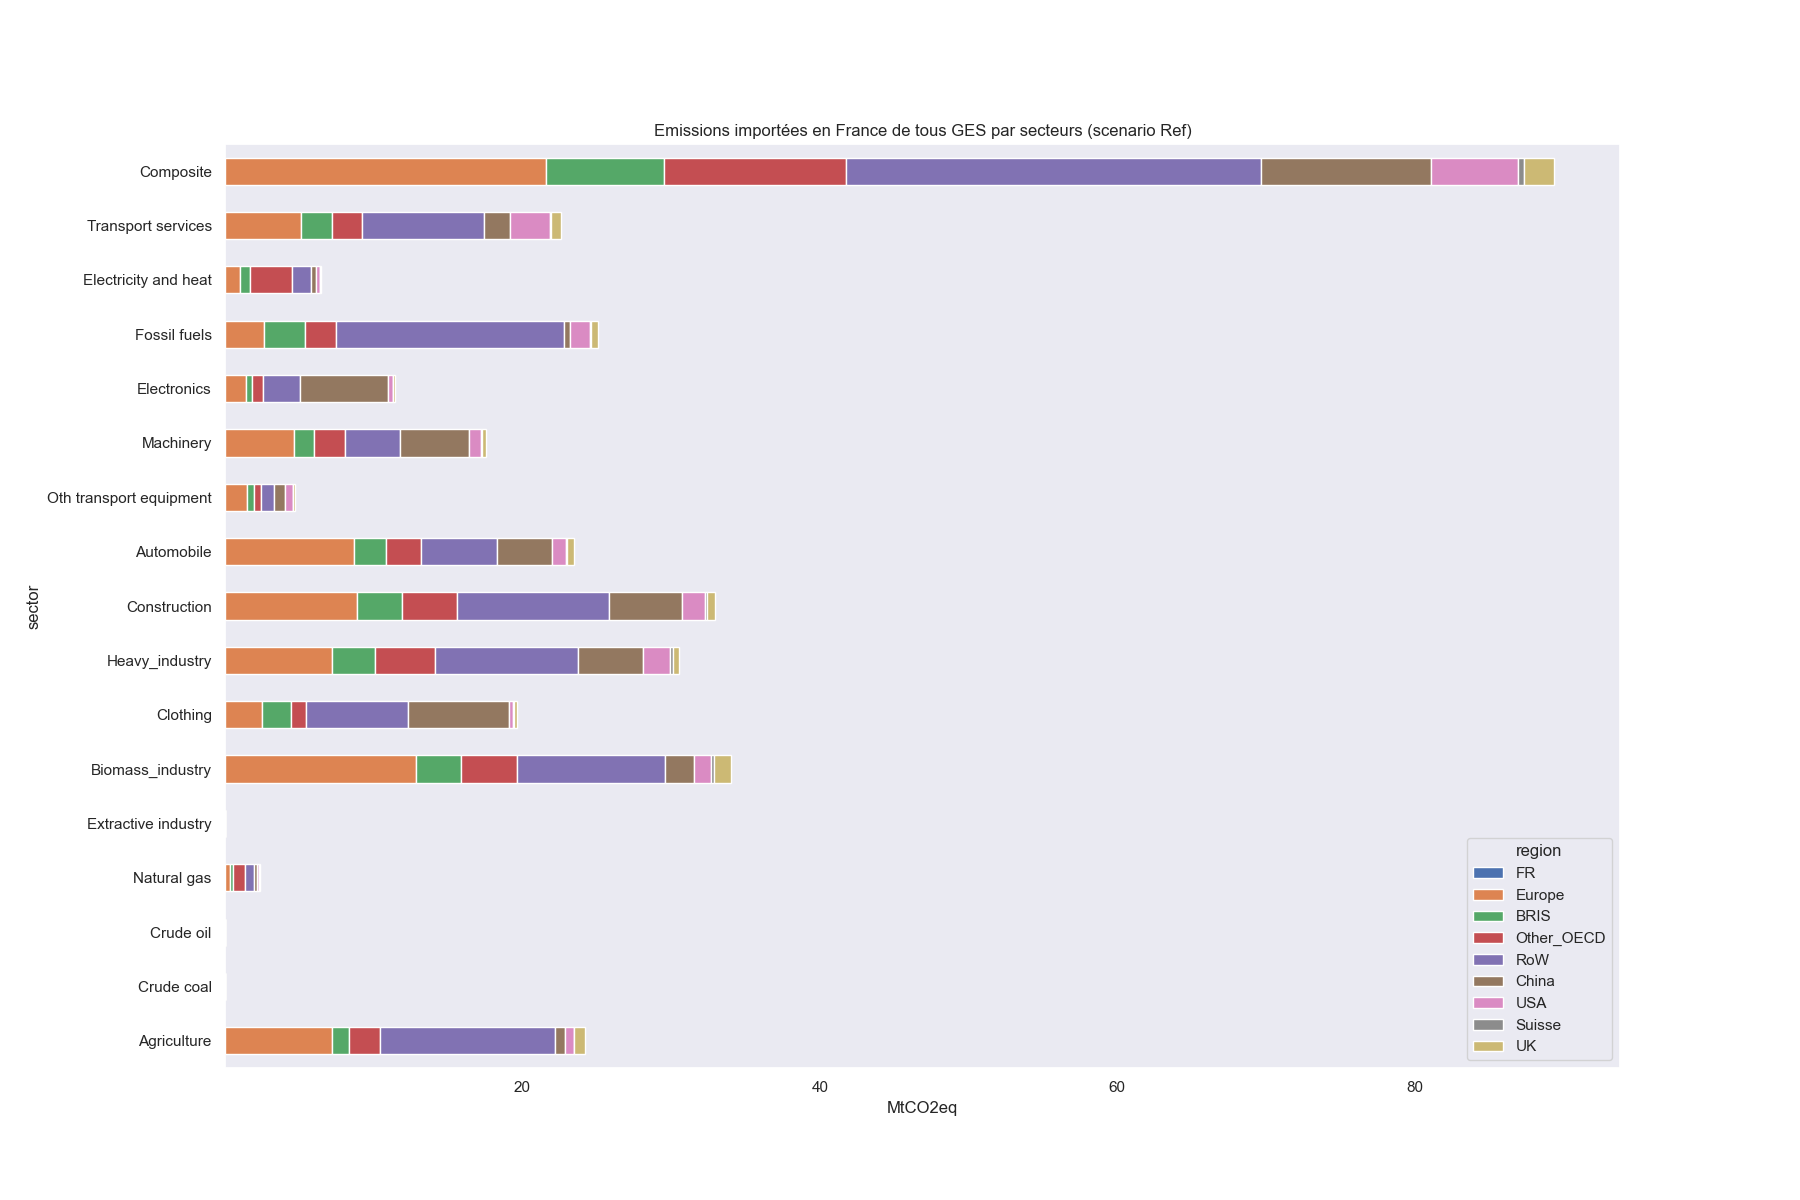 Emissions importées en France de tous GES par secteurs (scenario Ref)
sector
Composite
Transport services
Electricity and heat
Fossil fuels
Electronics
Machinery
Oth transport equipment
Automobile
Construction
Heavy_industry
Clothing
Biomass_industry
Extractive industry
Natural gas
Crude oil
Crude coal
Agriculture
region
FR
Europe
BRIS
Other_OECD
RoW
China
USA
Suisse
UK
20 40 60 80
MtCO2eq